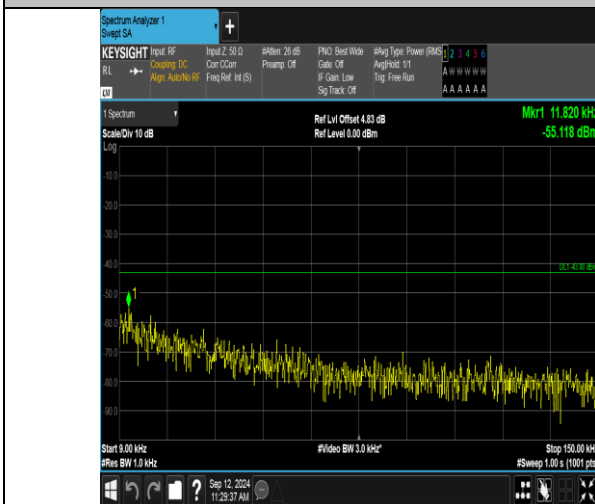 Spectrum Analyzer 1
Swept SA
+
KEYSIGHT Input: RF Input Z: 50 Ω #Atten: 26 dB PNO: Best Wide #Avg Type: Power (RMS 1 2 3 4 5 6
RL Coupling: DC Corr CCorr Preamp: Off Gate: Off Avg|Hold: 1/1 A W W W W W
Align: Auto/No RF Freq Ref: Int (S) IF Gain: Low Trig: Free Run
Sig Track: Off A A A A A A
1 Spectrum Ref Lvl Offset 4.83 dB Mkr1 11.820 kHz
Scale/Div 10 dB Ref Level 0.00 dBm -55.118 dBm
Log
-10.0
-20.0
-30.0
-40.0
DL1 -43.00 dBm
-50.0
1
-60.0
-70.0
-80.0
-90.0
Start 9.00 kHz #Video BW 3.0 kHz* Stop 150.00 kHz
#Res BW 1.0 kHz #Sweep 1.00 s (1001 pts
? Sep 12, 2024
11:29:37 AM